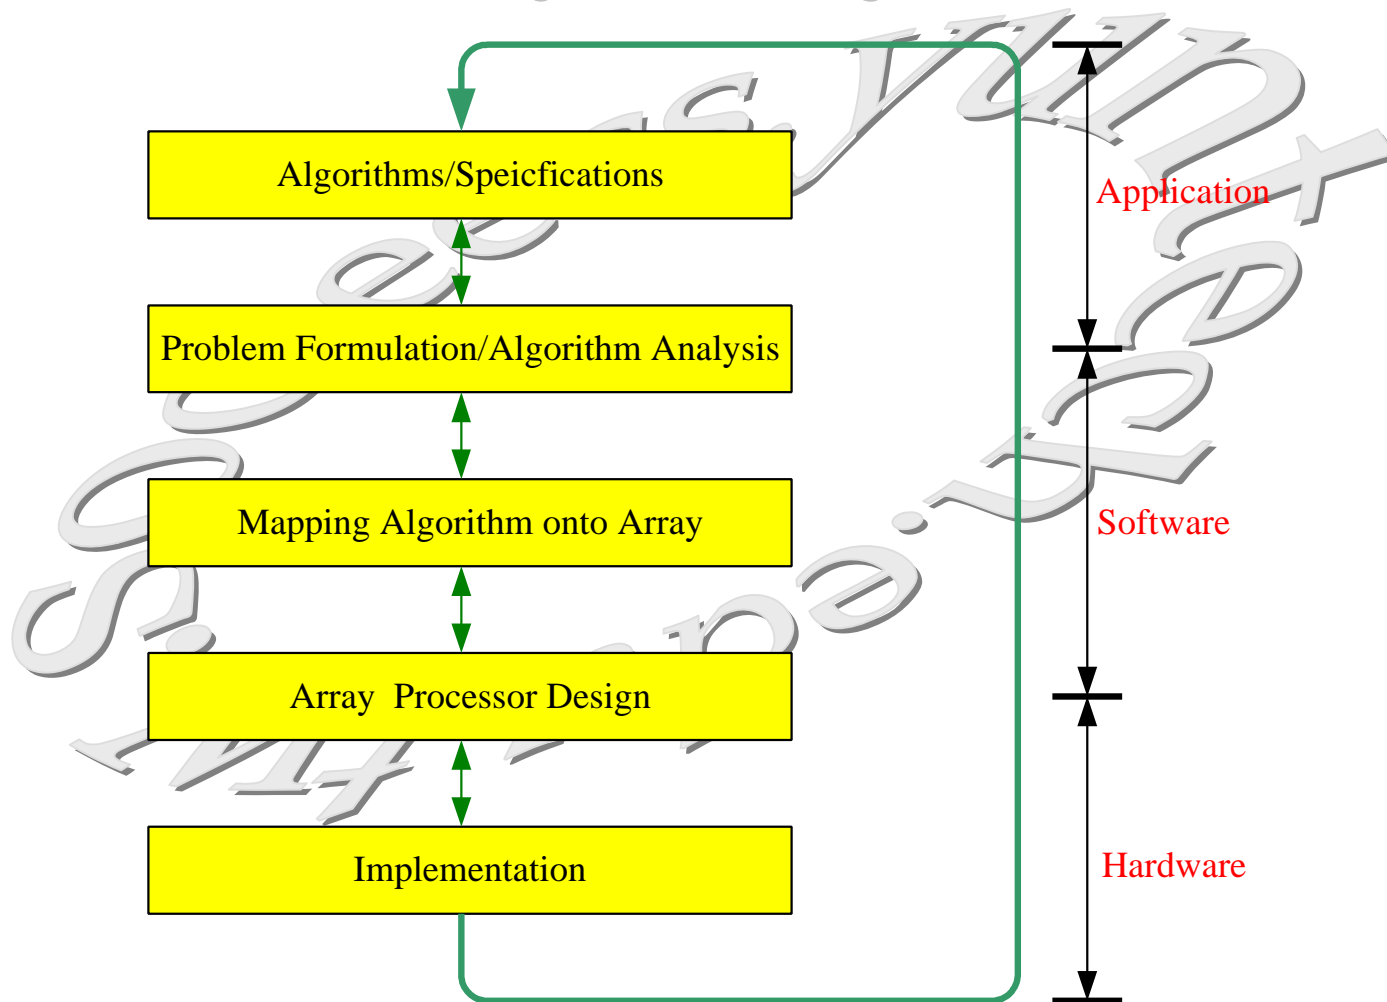 Algorithms/Speicfications
Application
Problem Formulation/Algorithm Analysis
Mapping Algorithm onto Array
Software
Array Processor Design
Implementation
Hardware